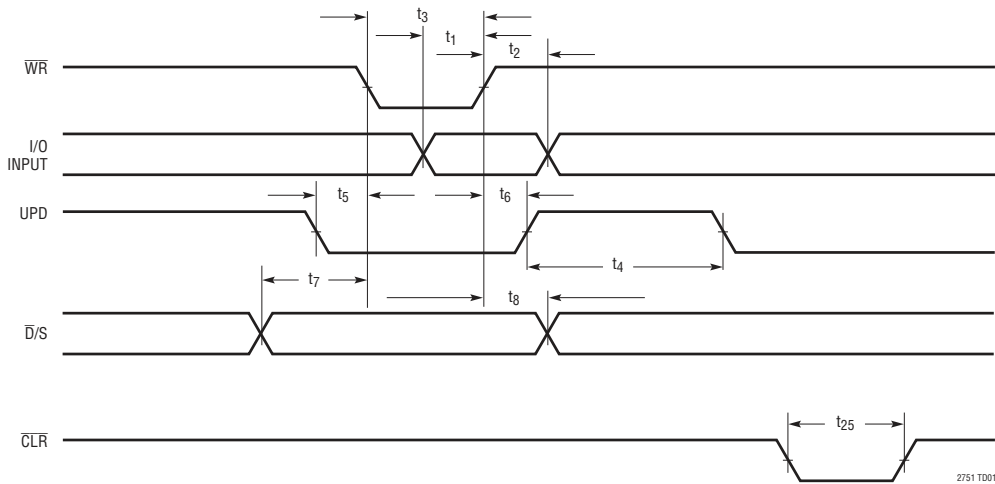 t3
t1
t2
WR
I/O
INPUT
t5
t6
UPD
t4
t7
t8
D/S
t25
CLR
2751 TD01